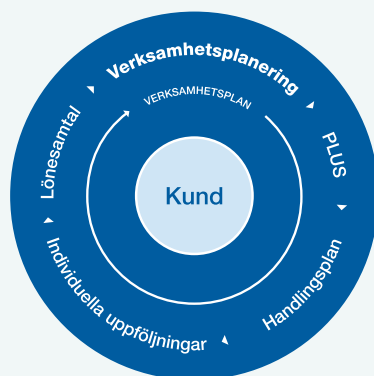 Verksamhetsplanering
VERKSAMHETSPLAN
PLUS
Handlingsplan
Individuella uppföljningar
Lönesamtal
Kund